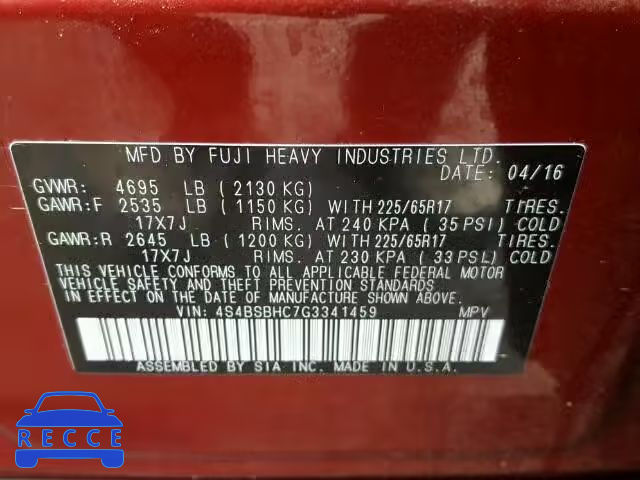 MFD BY FUJI HEAVY INDUSTRIES LTD.
DATE: 04/16
GVWR: 4695 LB ( 2130 KG)
GAWR:F 2535 LB ( 1150 KG) WITH 225/65R17 TIRES.
17X7J RIMS. AT 240 KPA ( 35 PSI) COLD
GAWR:R 2645 LB ( 1200 KG) WITH 225/65R17 TIRES.
17X7J RIMS. AT 230 KPA ( 33 PSI.) COLD
THIS VEHICLE CONFORMS TO ALL APPLICABLE FEDERAL MOTOR
VEHICLE SAFETY AND THEFT PREVENTION STANDARDS IN EFFECT
ON THE DATE OF MANUFACTURE SHOWN ABOVE.
VIN: 4S4BSBHC7G3341459 MPV
ASSEMBLED BY SIA INC. MADE IN U.S.A.
RECCE